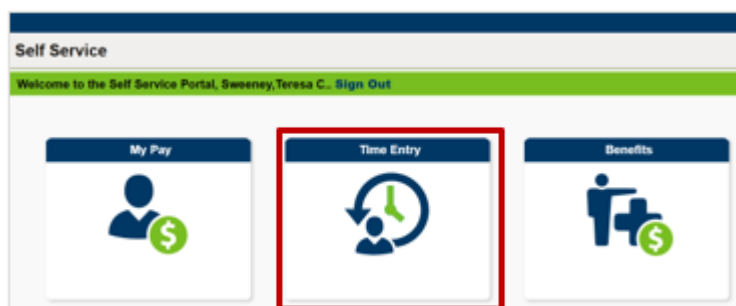 Self Service
Welcome to the Self Service Portal, Sweeney,Teresa C.. Sign Out
My Pay
Time Entry
Benefits
$
$